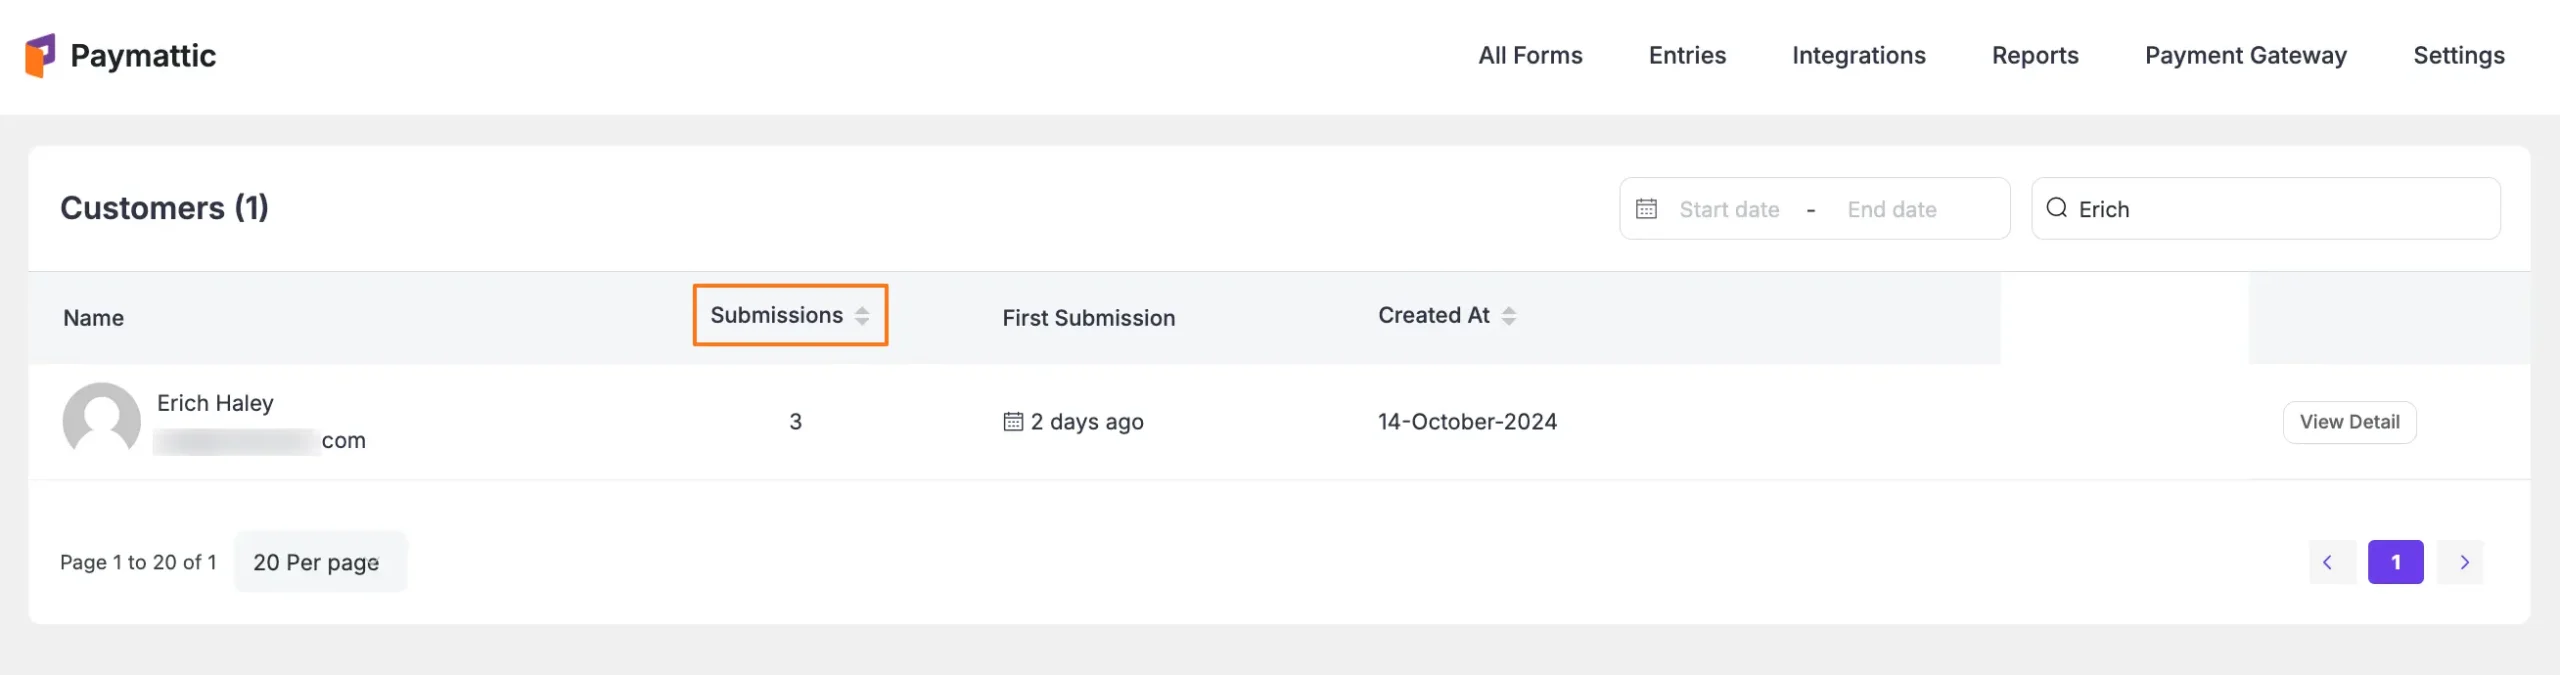 Paymattic
All Forms Entries Integrations Reports Payment Gateway Settings
Customers (1)
Start date - End date
Erich
Name Submissions First Submission Created At
Erich Haley
com
3 2 days ago 14-October-2024 View Detail
Page 1 to 20 of 1 20 Per page
1